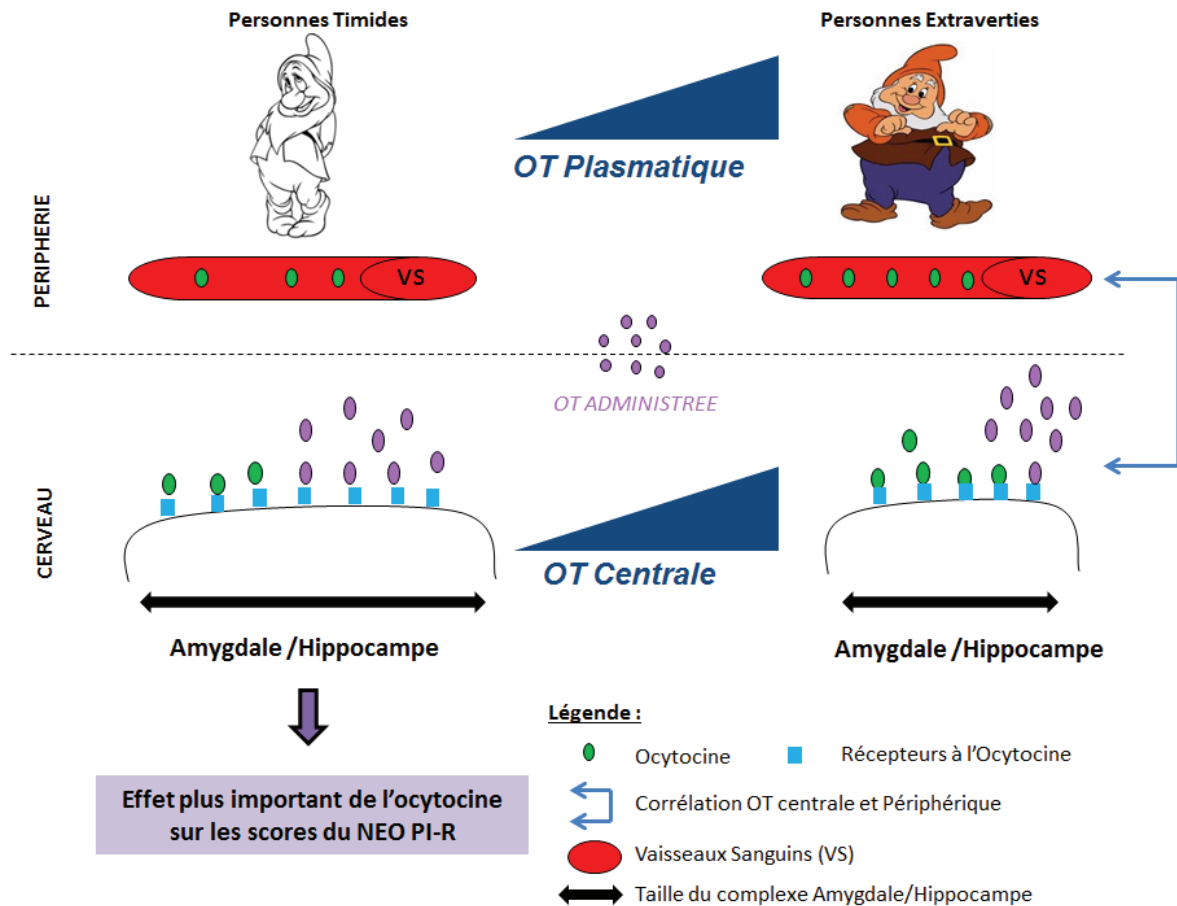 Personnes Timides
Personnes Extraverties
OT Plasmatique
PERIPHERIE
VS
VS
OT ADMINISTREE
CERVEAU
OT Centrale
Amygdale /Hippocampe
Amygdale /Hippocampe
Légende :
Ocytocine
Récepteurs à l'Ocytocine
Effet plus important de l'ocytocine
sur les scores du NEO PI-R
Corrélation OT centrale et Périphérique
Vaisseaux Sanguins (VS)
Taille du complexe Amygdale/Hippocampe